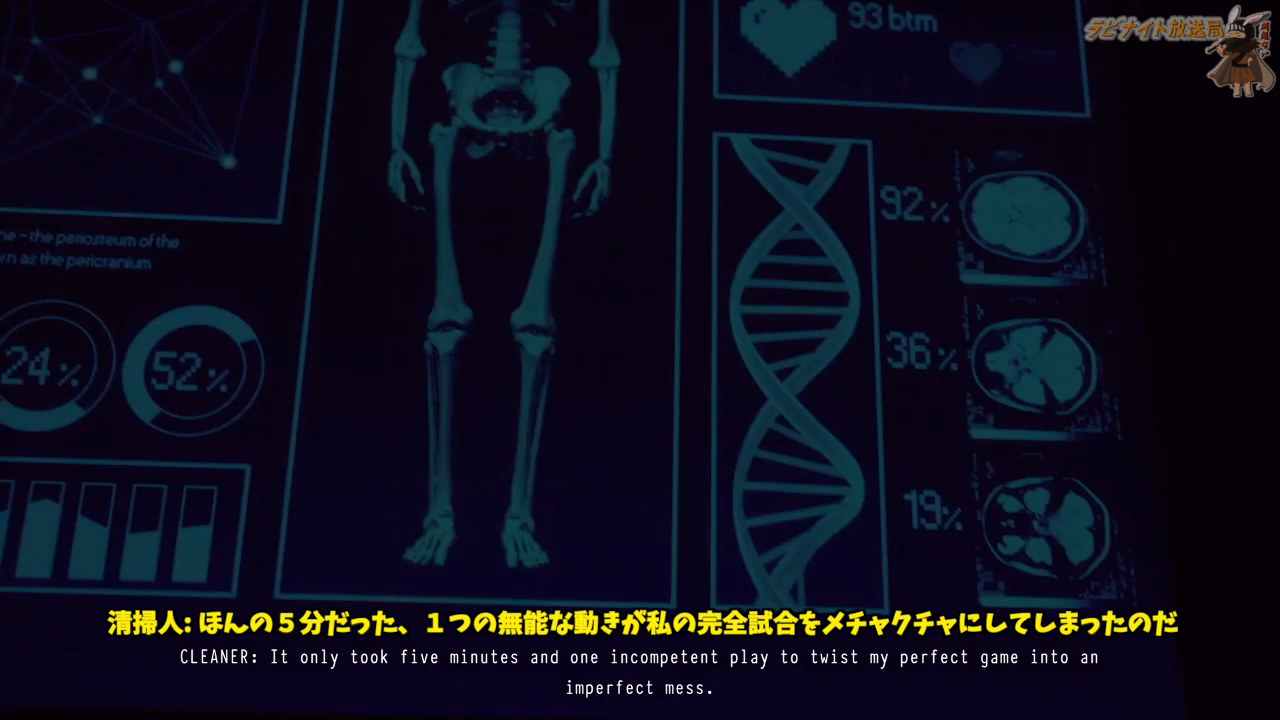 ラビナイト放送局
93 btm
92%
ne - the periosteum of the
wn as the pericranium
36%
24%
52%
19%
清掃人: ほんの５分だった、１つの無能な動きが私の完全試合をメチャクチャにしてしまったのだ
CLEANER: It only took five minutes and one incompetent play to twist my perfect game into an
imperfect mess.